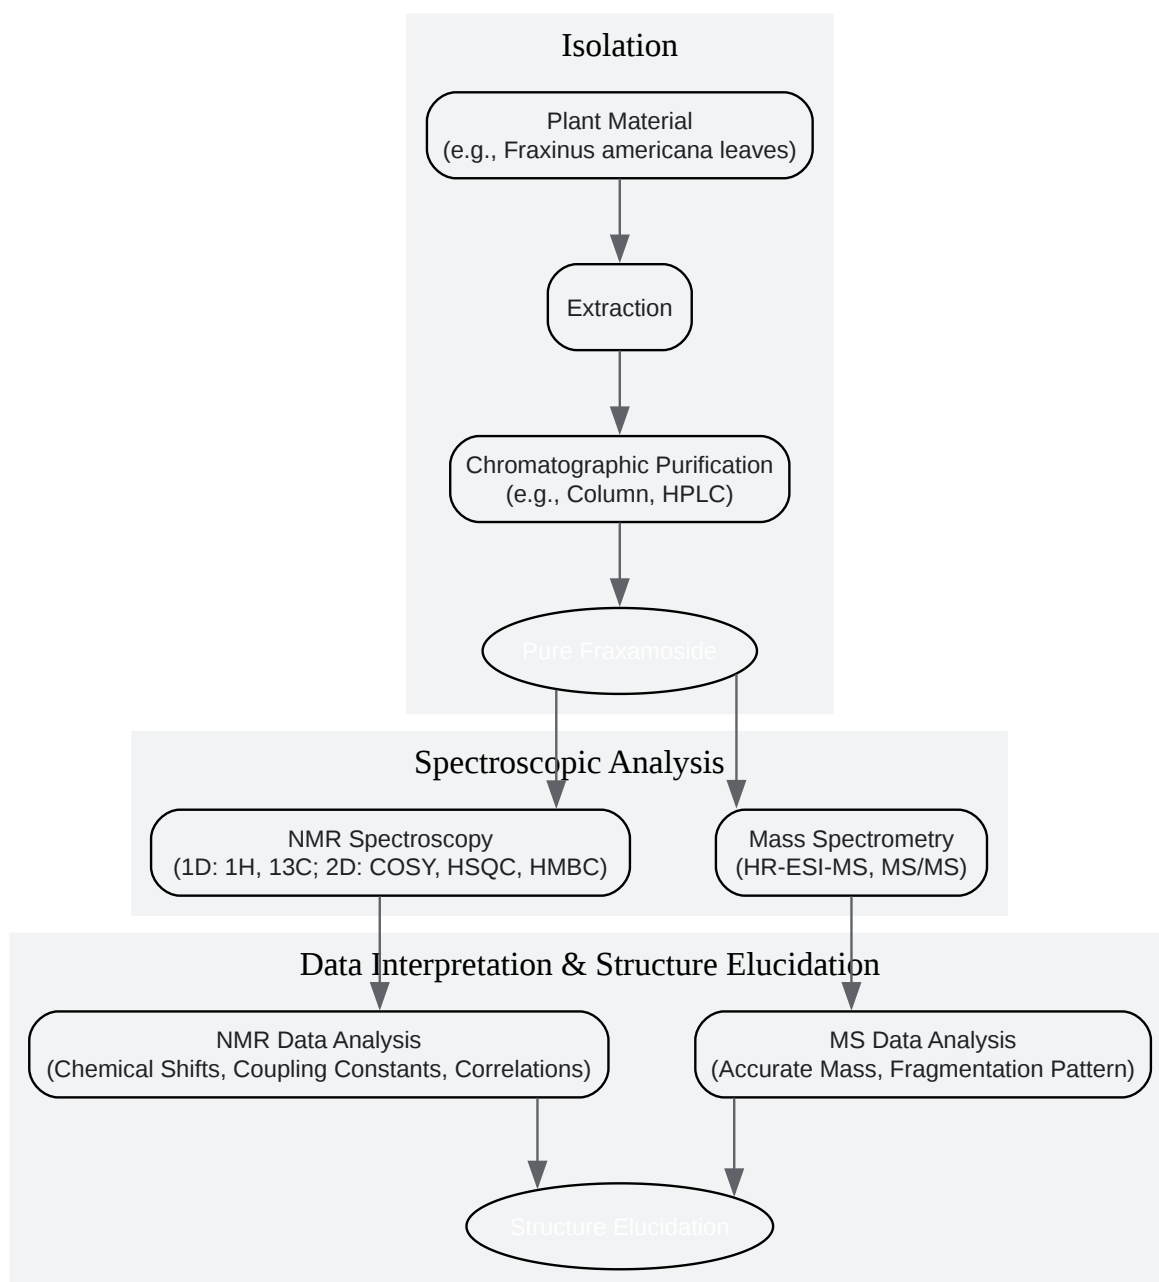 Isolation
Plant Material
(e.g., Fraxinus americana leaves)
Extraction
Chromatographic Purification
(e.g., Column, HPLC)
Pure Fraxamoside
Spectroscopic Analysis
NMR Spectroscopy
(1D: 1H, 13C; 2D: COSY, HSQC, HMBC)
Mass Spectrometry
(HR-ESI-MS, MS/MS)
Data Interpretation & Structure Elucidation
NMR Data Analysis
(Chemical Shifts, Coupling Constants, Correlations)
MS Data Analysis
(Accurate Mass, Fragmentation Pattern)
Structure Elucidation